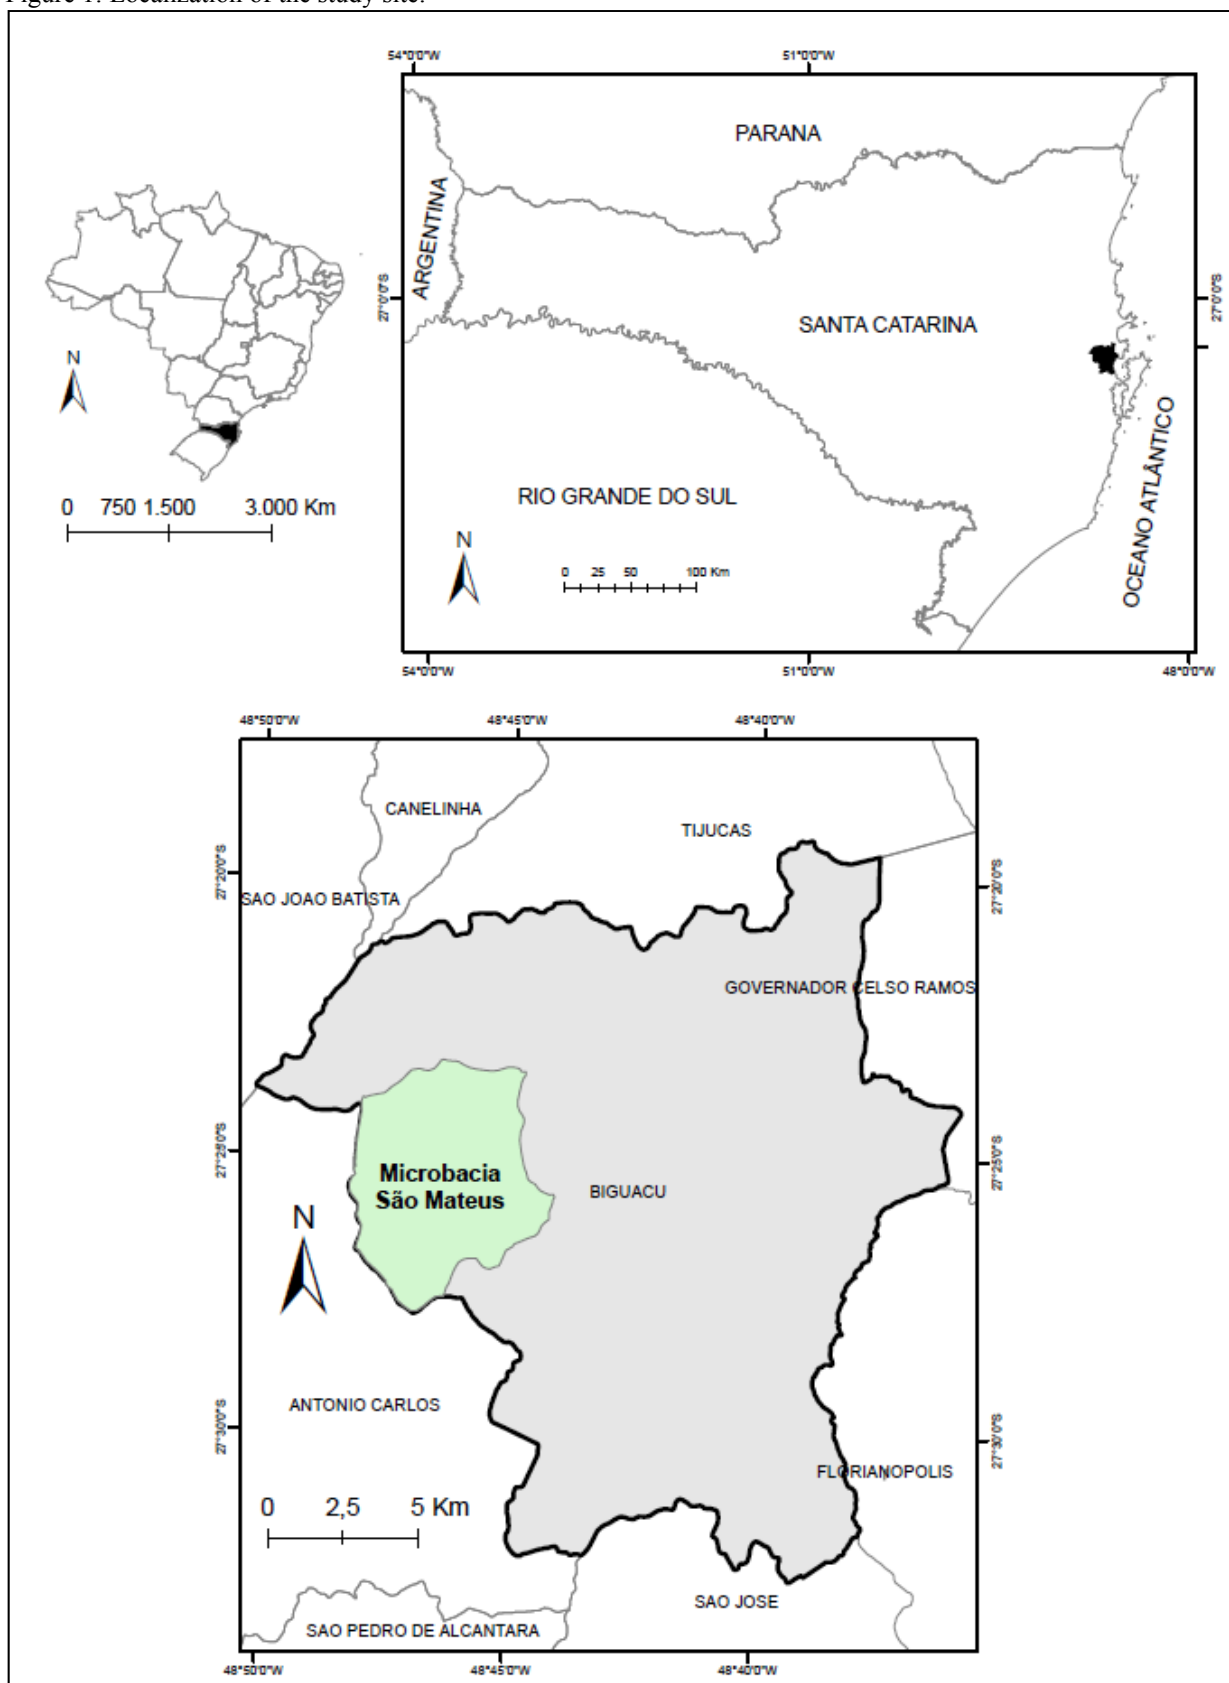 Figure 1. Localization of the study site.
54°0'0"W
51°0'0"W
PARANA
ARGENTINA
27°0'0"S
27°0'0"S
SANTA CATARINA
N
0 750 1.500 3.000 Km
RIO GRANDE DO SUL
OCEANO ATLÂNTICO
N
0 25 50 100 Km
54°0'0"W
51°0'0"W
48°0'0"W
48°50'0"W
48°45'0"W
48°40'0"W
CANELINHA
TIJUCAS
27°20'0"S
27°20'0"S
SAO JOAO BATISTA
GOVERNADOR CELSO RAMOS
27°25'0"S
27°25'0"S
Microbacia
São Mateus
BIGUACU
N
ANTONIO CARLOS
27°30'0"S
27°30'0"S
FLORIANOPOLIS
0 2,5 5 Km
SAO JOSE
SAO PEDRO DE ALCANTARA
48°50'0"W
48°45'0"W
48°40'0"W